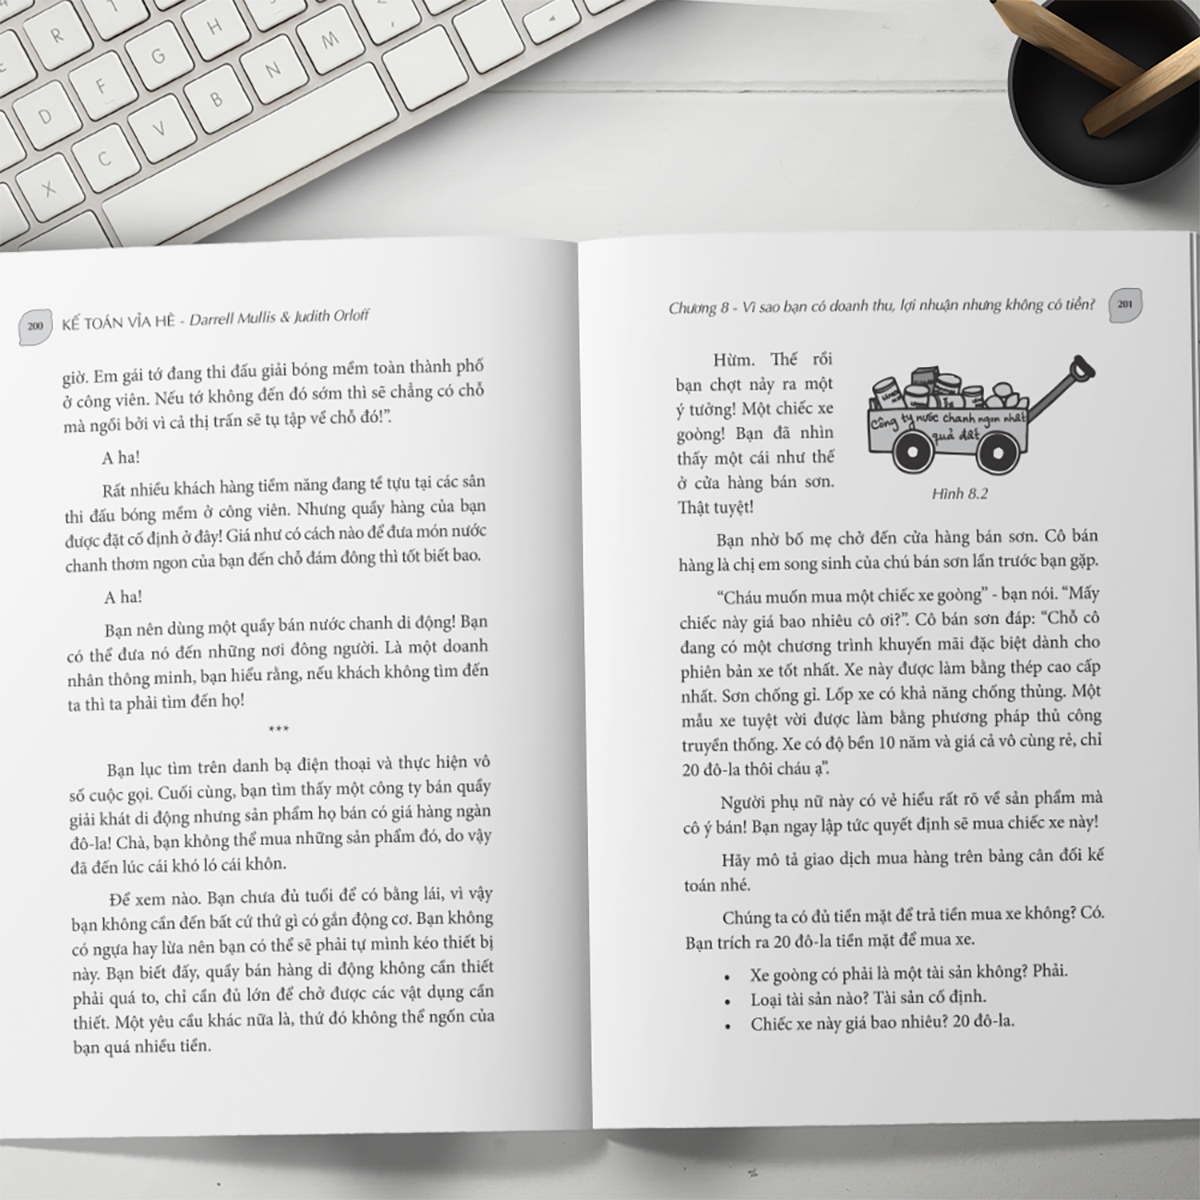 R
T
H
M
D
F
G
B
N
X
C
V
200 KẾ TOÁN VỈA HÈ - Darrell Mullis & Judith Orloff
giờ. Em gái tớ đang thi đấu giải bóng mềm toàn thành phố
ở công viên. Nếu tớ không đến đó sớm thì sẽ chẳng có chỗ
mà ngồi bởi vì cả thị trấn sẽ tụ tập về chỗ đó!”.
A ha!
Rất nhiều khách hàng tiềm năng đang tề tựu tại các sân
thi đấu bóng mềm ở công viên. Nhưng quầy hàng của bạn
được đặt cố định ở đây! Giá như có cách nào để đưa món nước
chanh thơm ngon của bạn đến chỗ đám đông thì tốt biết bao.
A ha!
Bạn nên dùng một quầy bán nước chanh di động! Bạn
có thể đưa nó đến những nơi đông người. Là một doanh
nhân thông minh, bạn hiểu rằng, nếu khách không tìm đến
ta thì ta phải tìm đến họ!
***
Bạn lục tìm trên danh bạ điện thoại và thực hiện vô
số cuộc gọi. Cuối cùng, bạn tìm thấy một công ty bán quầy
giải khát di động nhưng sản phẩm họ bán có giá hàng ngàn
đô-la! Chà, bạn không thể mua những sản phẩm đó, do vậy
đã đến lúc cái khó ló cái khôn.
Để xem nào. Bạn chưa đủ tuổi để có bằng lái, vì vậy
bạn không cần đến bất cứ thứ gì có gắn động cơ. Bạn không
có ngựa hay lừa nên bạn có thể sẽ phải tự mình kéo thiết bị
này. Bạn biết đấy, quầy bán hàng di động không cần thiết
phải quá to, chỉ cần đủ lớn để chở được các vật dụng cần
thiết. Một yêu cầu khác nữa là, thứ đó không thể ngốn của
bạn quá nhiều tiền.
Chương 8 - Vì sao bạn có doanh thu, lợi nhuận nhưng không có tiền? 201
Hừm. Thế rồi
bạn chợt nảy ra một
ý tưởng! Một chiếc xe
goòng! Bạn đã nhìn
thấy một cái như thế
ở cửa hàng bán sơn.
Thật tuyệt!
Công ty nước chanh ngon nhất
quả đất
Hình 8.2
Bạn nhờ bố mẹ chở đến cửa hàng bán sơn. Cô bán
hàng là chị em song sinh của chú bán sơn lần trước bạn gặp.
“Cháu muốn mua một chiếc xe goòng” - bạn nói. “Mấy
chiếc này giá bao nhiêu cô ơi?”. Cô bán sơn đáp: “Chỗ cô
đang có một chương trình khuyến mãi đặc biệt dành cho
phiên bản xe tốt nhất. Xe này được làm bằng thép cao cấp
nhất. Sơn chống gỉ. Lốp xe có khả năng chống thủng. Một
mẫu xe tuyệt vời được làm bằng phương pháp thủ công
truyền thống. Xe có độ bền 10 năm và giá cả vô cùng rẻ, chỉ
20 đô-la thôi cháu ạ”.
Người phụ nữ này có vẻ hiểu rất rõ về sản phẩm mà
cô ý bán! Bạn ngay lập tức quyết định sẽ mua chiếc xe này!
Hãy mô tả giao dịch mua hàng trên bảng cân đối kế
toán nhé.
Chúng ta có đủ tiền mặt để trả tiền mua xe không? Có.
Bạn trích ra 20 đô-la tiền mặt để mua xe.
• Xe goòng có phải là một tài sản không? Phải.
• Loại tài sản nào? Tài sản cố định.
• Chiếc xe này giá bao nhiêu? 20 đô-la.